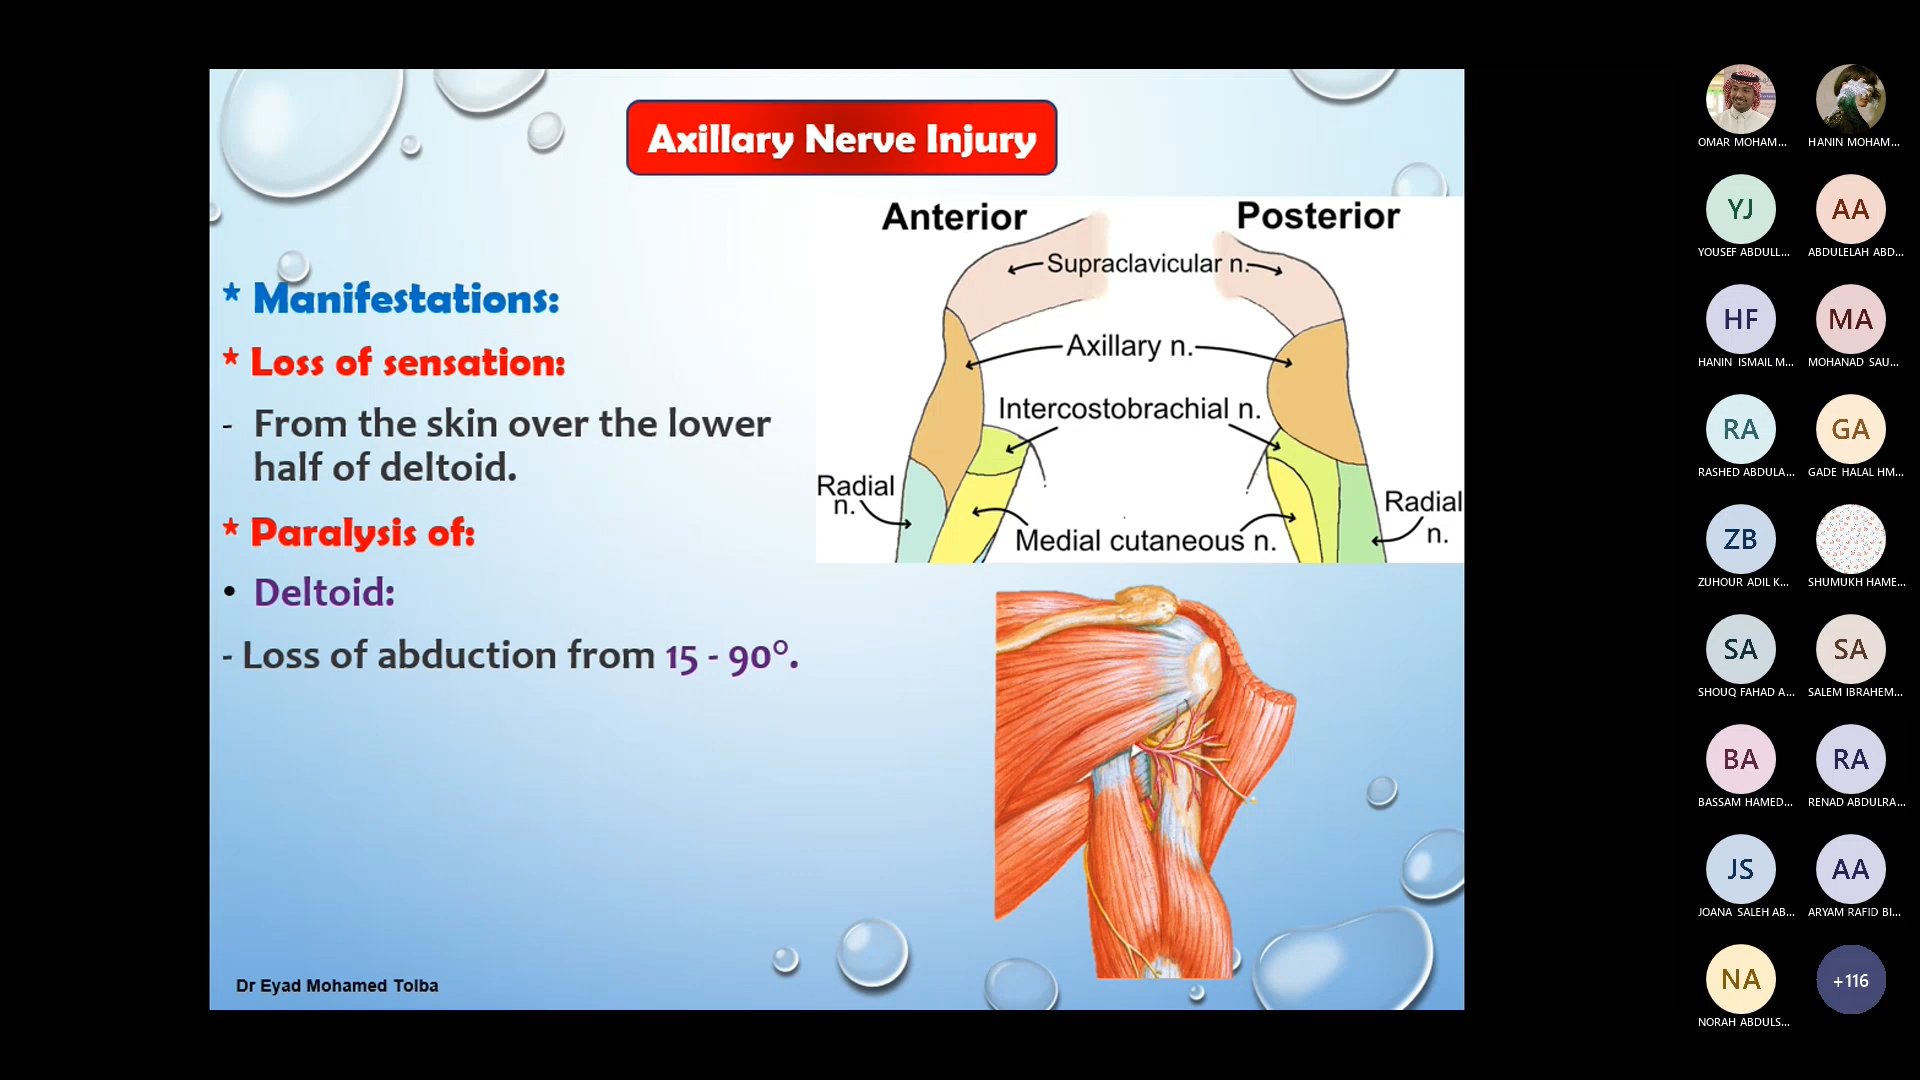 Axillary Nerve Injury
* Manifestations:
* Loss of sensation:
- From the skin over the lower
half of deltoid.
* Paralysis of:
• Deltoid:
- Loss of abduction from 15 - 90°.
Anterior
Posterior
Supraclavicular n.
Axillary n.
Intercostobrachial n.
Radial
n.
Radial
n.
Medial cutaneous n.
Dr Eyad Mohamed Tolba
OMAR MOHAM...
HANIN MOHAM...
YJ
AA
YOUSEF ABDULL...
ABDULELAH ABD...
HF
MA
HANIN ISMAIL M...
MOHANAD SAU...
RA
GA
RASHED ABDULA...
GADE HALAL HM...
ZB
ZUHOUR ADIL K...
SHUMUKH HAME...
SA
SA
SHOUQ FAHAD A...
SALEM IBRAHEM...
BA
RA
BASSAM HAMED...
RENAD ABDULRA...
JS
AA
JOANA SALEH AB...
ARYAM RAFID BI...
NA
+116
NORAH ABDULS...